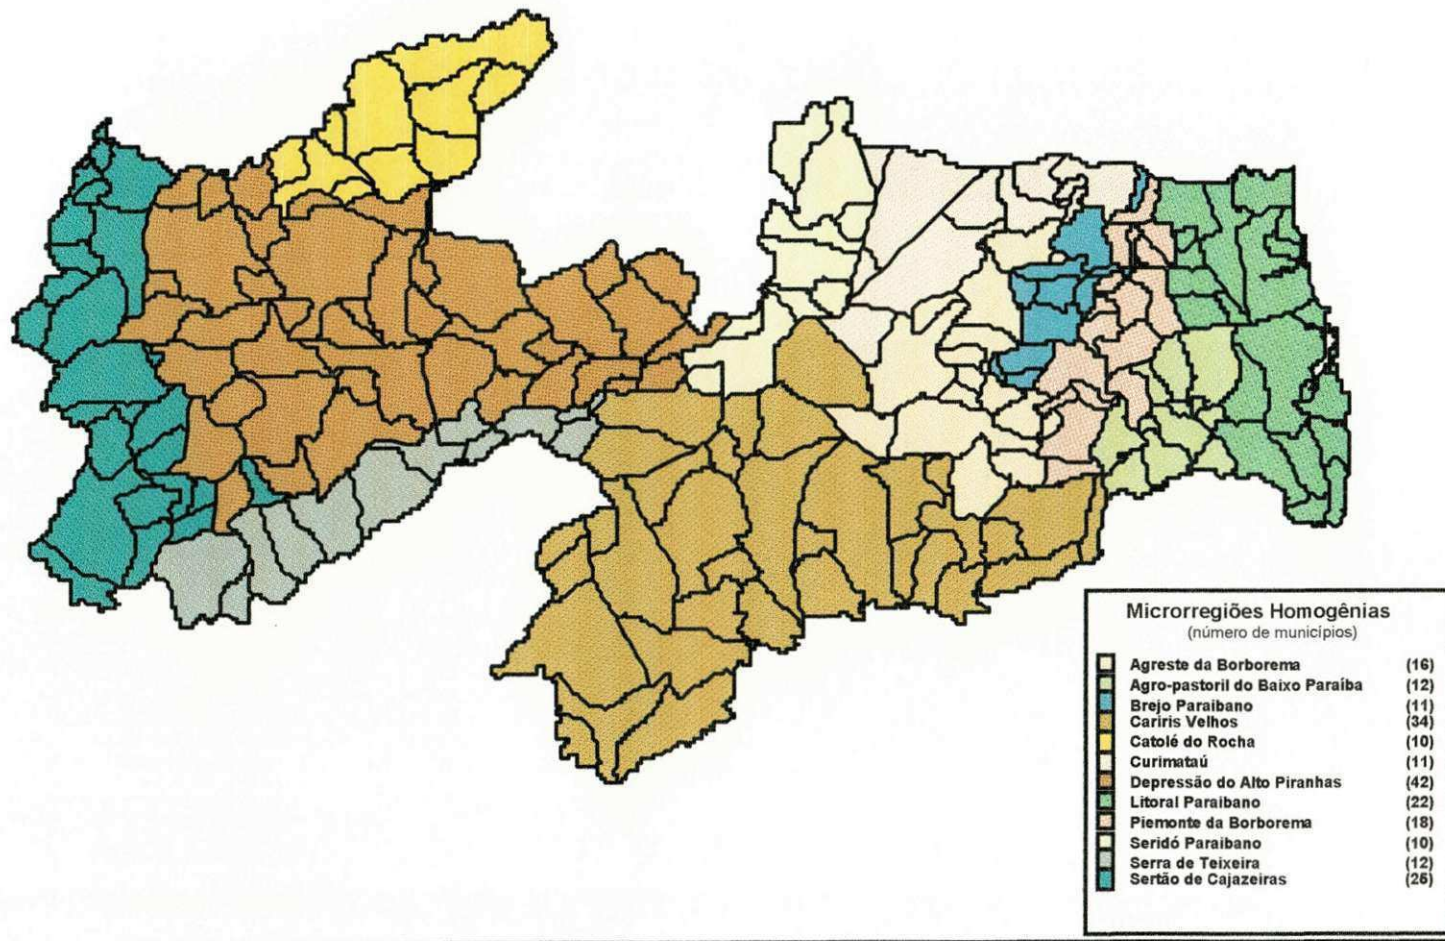 Microrregiões Homogênias
(número de municípios)
Agreste da Borborema (16)
Agro-pastoril do Baixo Paraíba (12)
Brejo Paraibano (11)
Cariris Velhos (34)
Catolé do Rocha (10)
Curimataú (11)
Depressão do Alto Piranhas (42)
Litoral Paraibano (22)
Piemonte da Borborema (18)
Seridó Paraibano (10)
Serra de Teixeira (12)
Sertão de Cajazeiras (25)